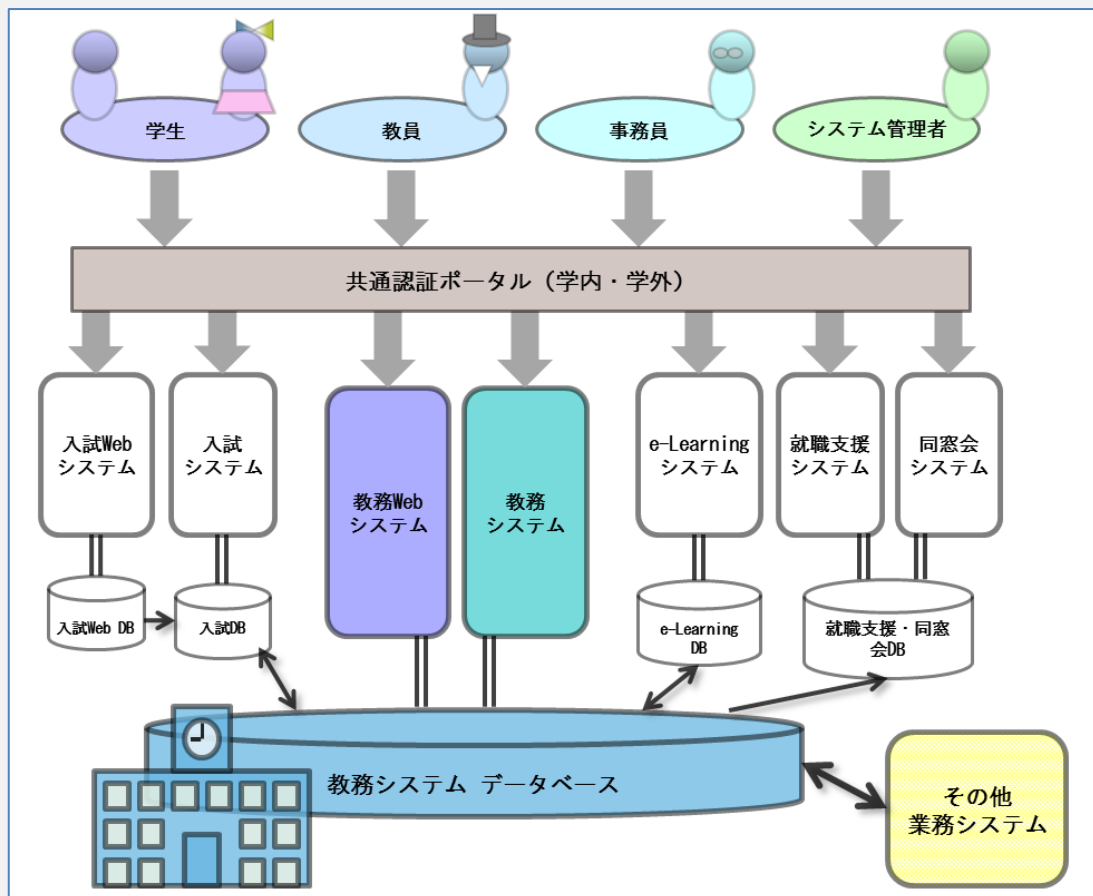 学生
教員
事務員
システム管理者
共通認証ポータル（学内・学外）
入試Web
システム
入試
システム
教務Web
システム
教務
システム
e-Learning
システム
就職支援
システム
同窓会
システム
入試Web DB
入試DB
e-Learning
DB
就職支援・同窓
会DB
教務システム データベース
その他
業務システム